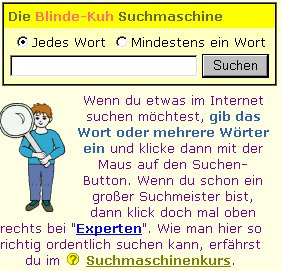 Die Blinde-Kuh Suchmaschine
Jedes Wort Mindestens ein Wort
Suchen
Wenn du etwas im Internet
suchen möchtest, gib das
Wort oder mehrere Wörter
ein und klicke dann mit der
Maus auf den Suchen-
Button. Wenn du schon ein
großer Suchmeister bist,
dann klick doch mal oben
rechts bei "Experten". Wie man hier so
richtig ordentlich suchen kann, erfährst
du im ? Suchmaschinenkurs.